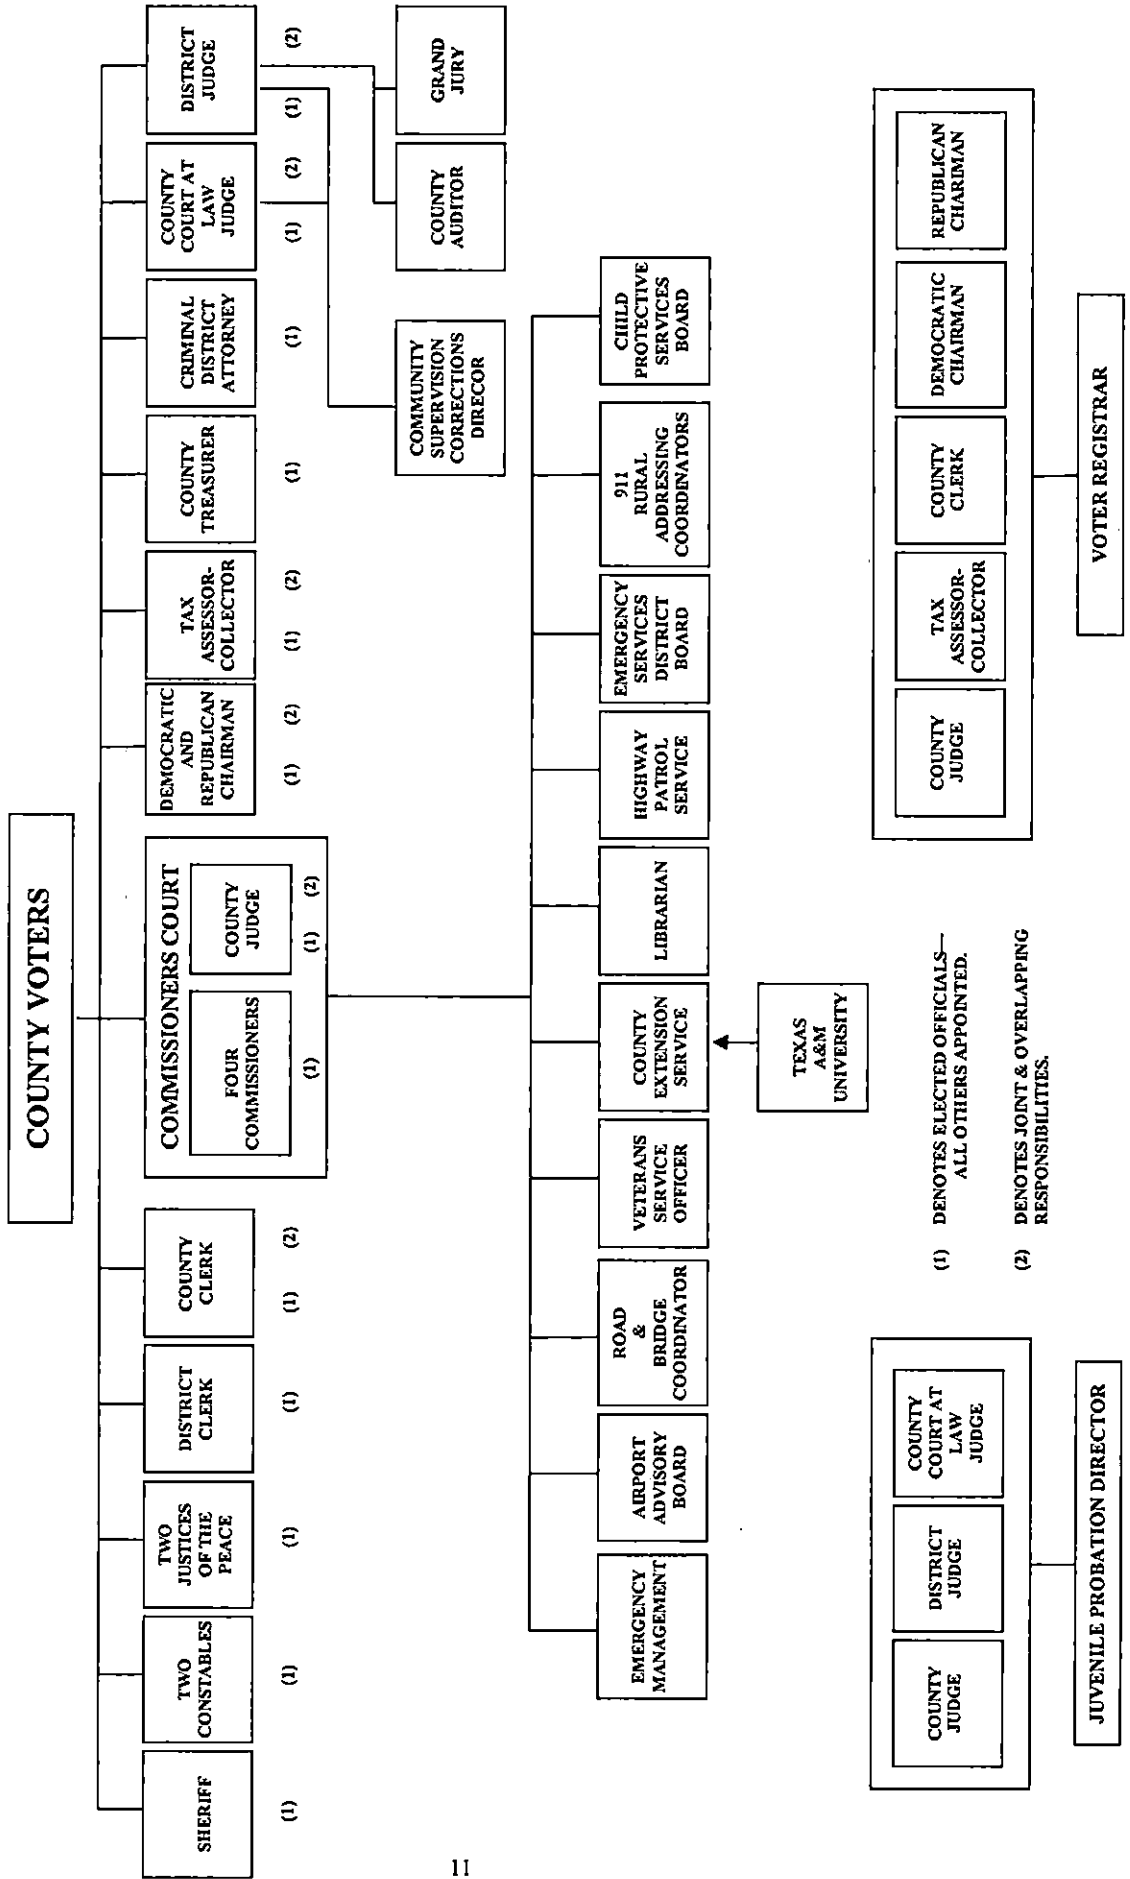 COUNTY VOTERS
SHERIFF
(1)
TWO
CONSTABLES
(1)
TWO
JUSTICES
OF THE
PEACE
(1)
DISTRICT
CLERK
(1)
COUNTY
CLERK
(1) (2)
COMMISSIONERS COURT
FOUR
COMMISSIONERS
(1)
COUNTY
JUDGE
(1) (2)
DEMOCRATIC
AND
REPUBLICAN
CHAIRMAN
(1) (2)
TAX
ASSESSOR-
COLLECTOR
(1) (2)
COUNTY
TREASURER
(1)
CRIMINAL
DISTRICT
ATTORNEY
(1)
COUNTY
COURT AT
LAW
JUDGE
(1) (2)
DISTRICT
JUDGE
(1) (2)
COMMUNITY
SUPERVISION
CORRECTIONS
DIRECOR
COUNTY
AUDITOR
GRAND
JURY
EMERGENCY
MANAGEMENT
AIRPORT
ADVISORY
BOARD
ROAD
&
BRIDGE
COORDINATOR
VETERANS
SERVICE
OFFICER
COUNTY
EXTENSION
SERVICE
LIBRARIAN
HIGHWAY
PATROL
SERVICE
EMERGENCY
SERVICES
DISTRICT
BOARD
911
RURAL
ADDRESSING
COORDINATORS
CHILD
PROTECTIVE
SERVICES
BOARD
TEXAS
A&M
UNIVERSITY
COUNTY
JUDGE
DISTRICT
JUDGE
COUNTY
COURT AT
LAW
JUDGE
JUVENILE PROBATION DIRECTOR
(1) DENOTES ELECTED OFFICIALS—
ALL OTHERS APPOINTED.
(2) DENOTES JOINT & OVERLAPPING
RESPONSIBILITIES.
COUNTY
JUDGE
TAX
ASSESSOR-
COLLECTOR
COUNTY
CLERK
DEMOCRATIC
CHAIRMAN
REPUBLICAN
CHARIMAN
VOTER REGISTRAR
11